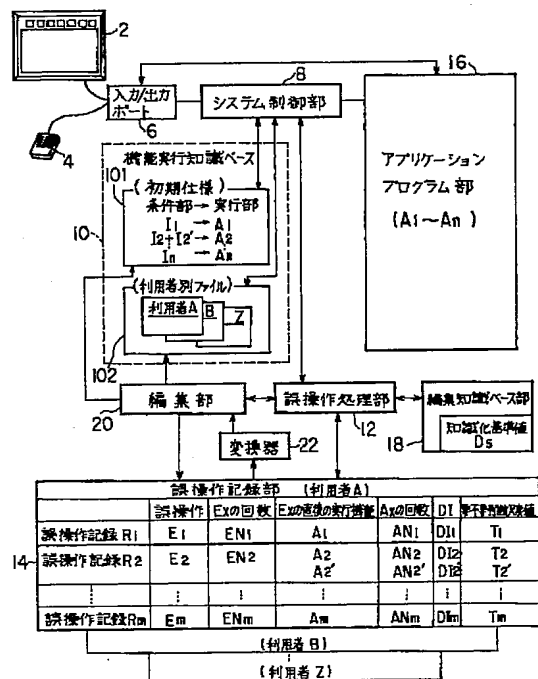 2
入力/出力
ポート
6
4
8
システム制御部
16
アプリケーション
プログラム部
(A1〜An)
機能実行知識ベース
101
(初期仕様)
条件部→実行部
I1 → A1
I2+I2' → A2
In → An
10
(利用者別ファイル)
利用者A
B
Z
102
編集部
20
誤操作処理部
12
編集知識ベース部
知識化基準値
Ds
18
変換器
22
誤操作記録部 (利用者A)
誤操作 Exの回数 Exの直後の実行機能 Axの回数 DI
誤操作記録R1 E1 EN1 A1 AN1 DI1 T1
14
誤操作記録R2 E2 EN2 A2 AN2 DI2 T2
A2' AN2' DI2' T2'
誤操作記録Rm Em ENm Am ANm DIm Tm
(利用者B)
(利用者Z)